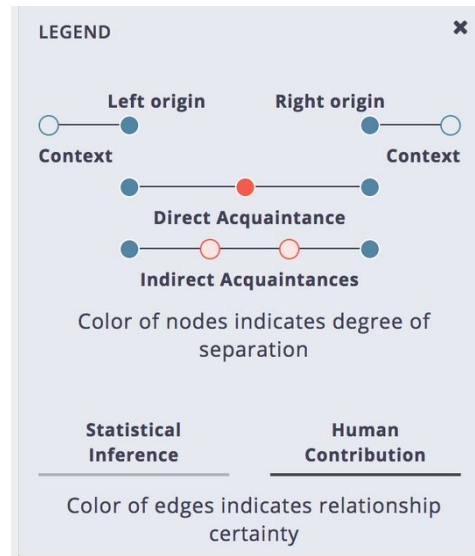 LEGEND
Left origin Right origin
Context Context
Direct Acquaintance
Indirect Acquaintances
Color of nodes indicates degree of
separation
Statistical Human
Inference Contribution
Color of edges indicates relationship
certainty